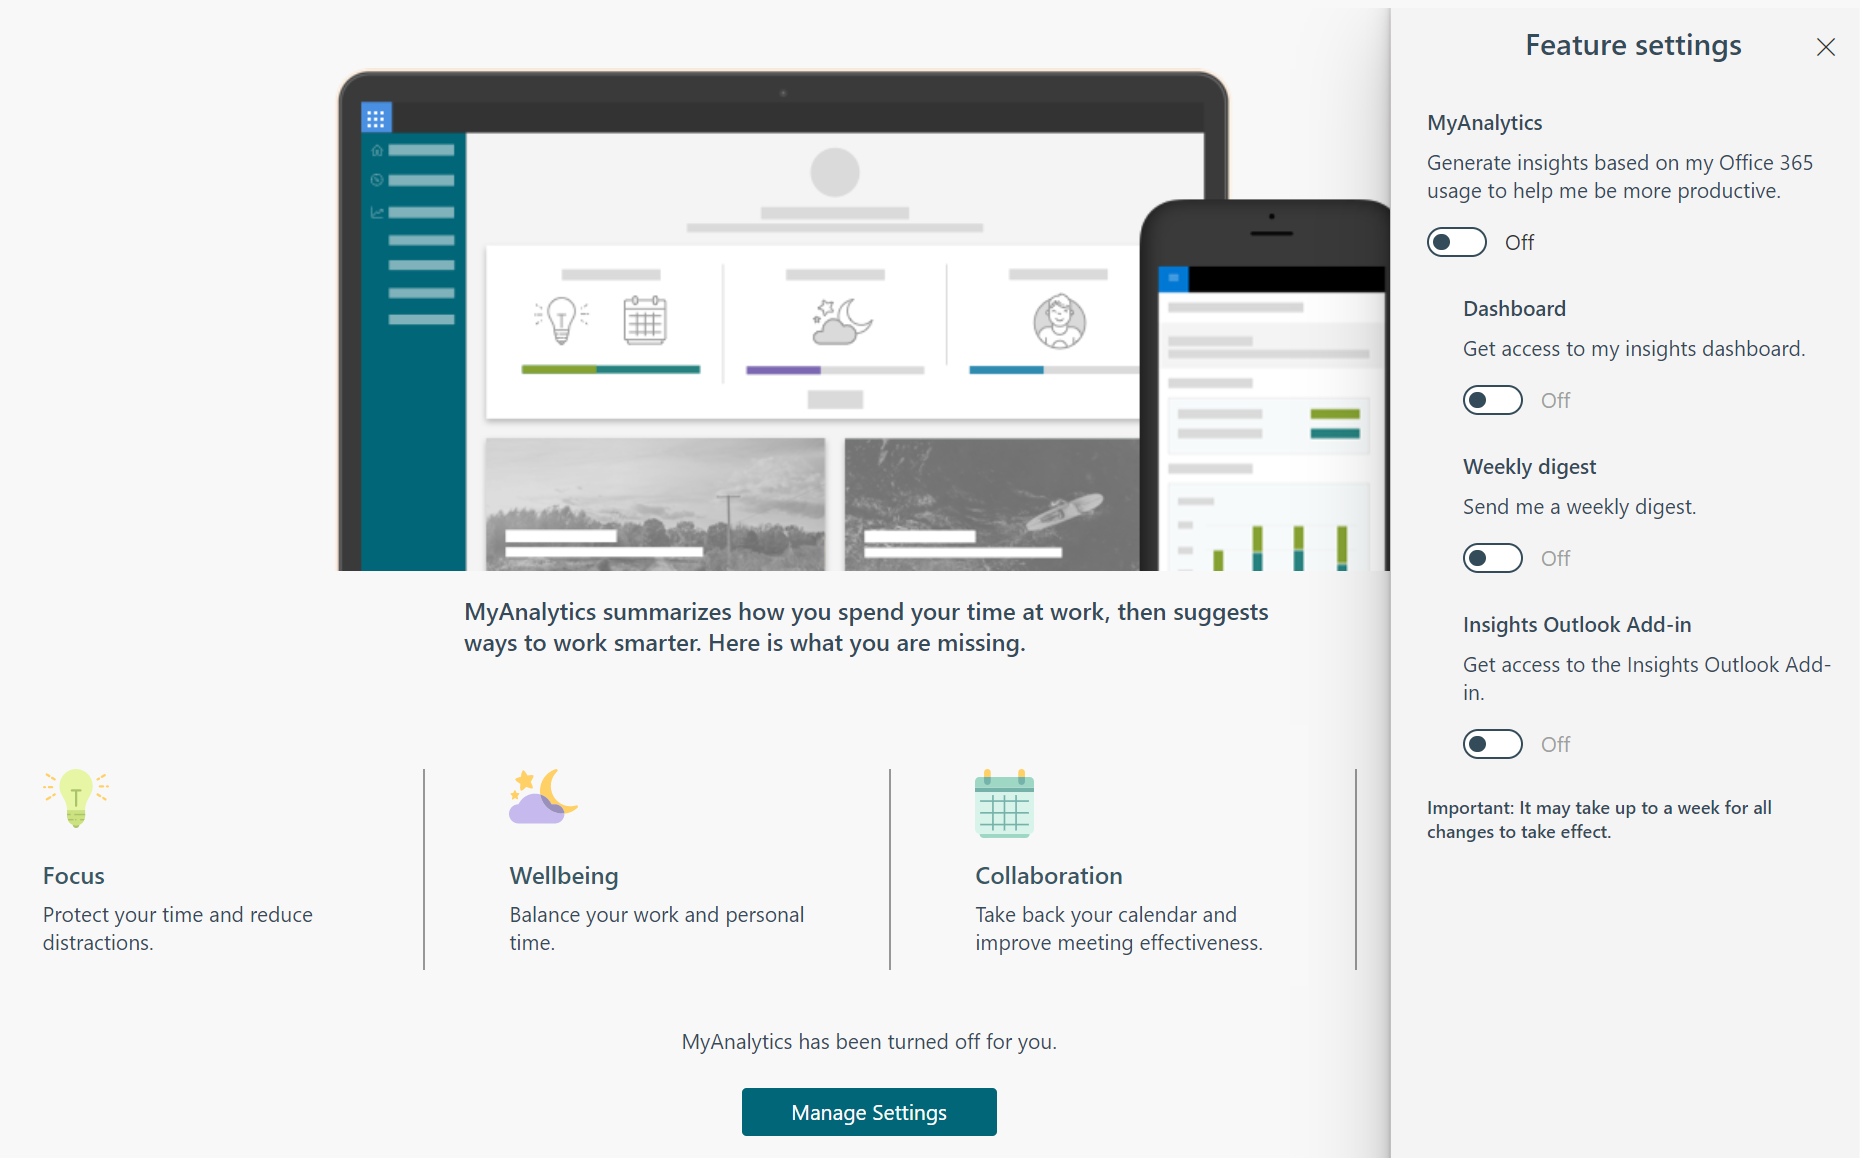 Feature settings
MyAnalytics
Generate insights based on my Office 365
usage to help me be more productive.
Off
Dashboard
Get access to my insights dashboard.
Off
Weekly digest
Send me a weekly digest.
Off
Insights Outlook Add-in
Get access to the Insights Outlook Add-
in.
Off
Important: It may take up to a week for all
changes to take effect.
MyAnalytics summarizes how you spend your time at work, then suggests
ways to work smarter. Here is what you are missing.
Focus
Protect your time and reduce
distractions.
Wellbeing
Balance your work and personal
time.
Collaboration
Take back your calendar and
improve meeting effectiveness.
MyAnalytics has been turned off for you.
Manage Settings